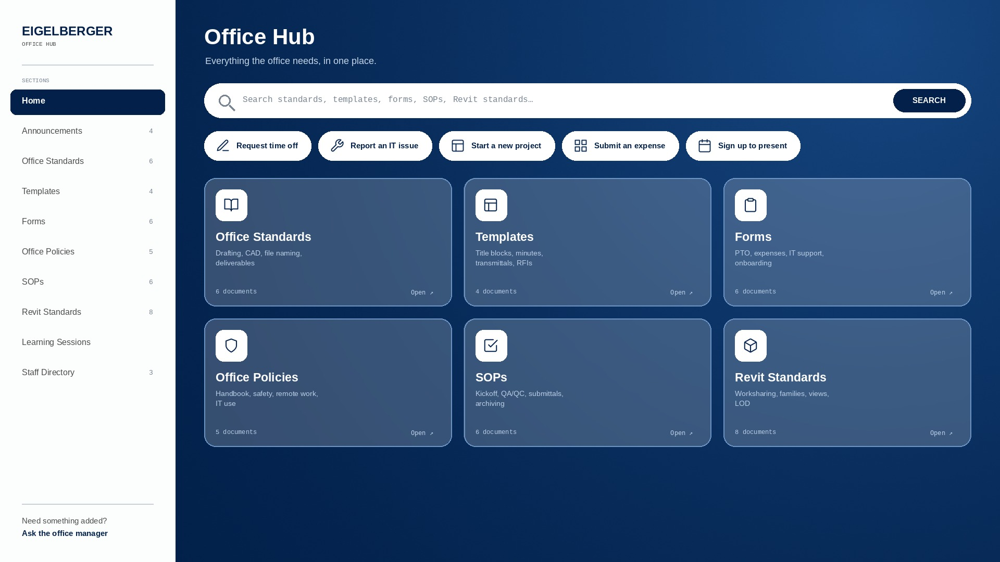 EIGELBERGER
OFFICE HUB
SECTIONS
Home
Announcements 4
Office Standards 6
Templates 4
Forms 6
Office Policies 5
SOPs 6
Revit Standards 8
Learning Sessions
Staff Directory 3
Need something added?
Ask the office manager
Office Hub
Everything the office needs, in one place.
Search standards, templates, forms, SOPs, Revit standards…
SEARCH
Request time off
Report an IT issue
Start a new project
Submit an expense
Sign up to present
Office Standards
Drafting, CAD, file naming,
deliverables
6 documents
Open ↗
Templates
Title blocks, minutes,
transmittals, RFIs
4 documents
Open ↗
Forms
PTO, expenses, IT support,
onboarding
6 documents
Open ↗
Office Policies
Handbook, safety, remote work,
IT use
5 documents
Open ↗
SOPs
Kickoff, QA/QC, submittals,
archiving
6 documents
Open ↗
Revit Standards
Worksharing, families, views,
LOD
8 documents
Open ↗